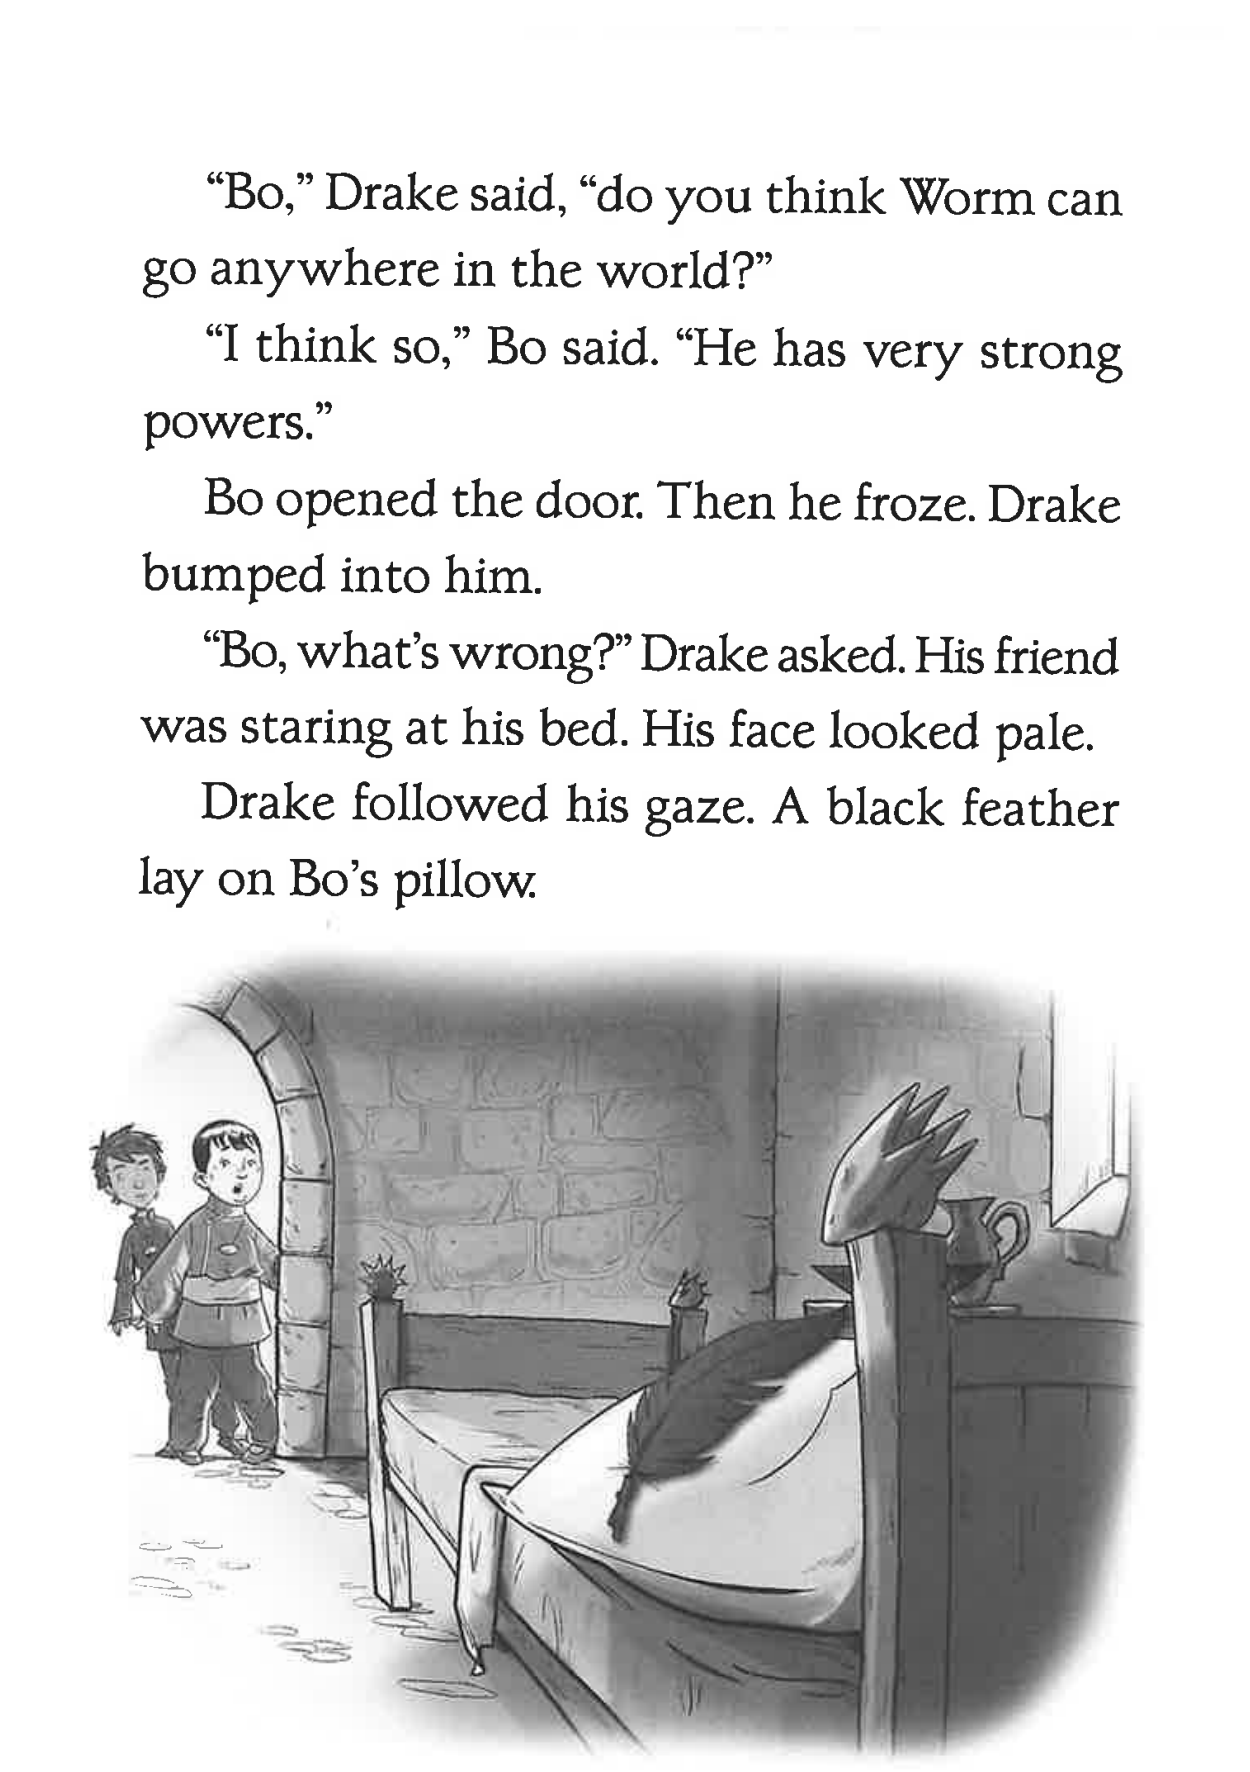 “Bo,” Drake said, “do you think Worm can
go anywhere in the world?”
“I think so,” Bo said. “He has very strong
powers.”
Bo opened the door. Then he froze. Drake
bumped into him.
“Bo, what’s wrong?” Drake asked. His friend
was staring at his bed. His face looked pale.
Drake followed his gaze. A black feather
lay on Bo’s pillow.